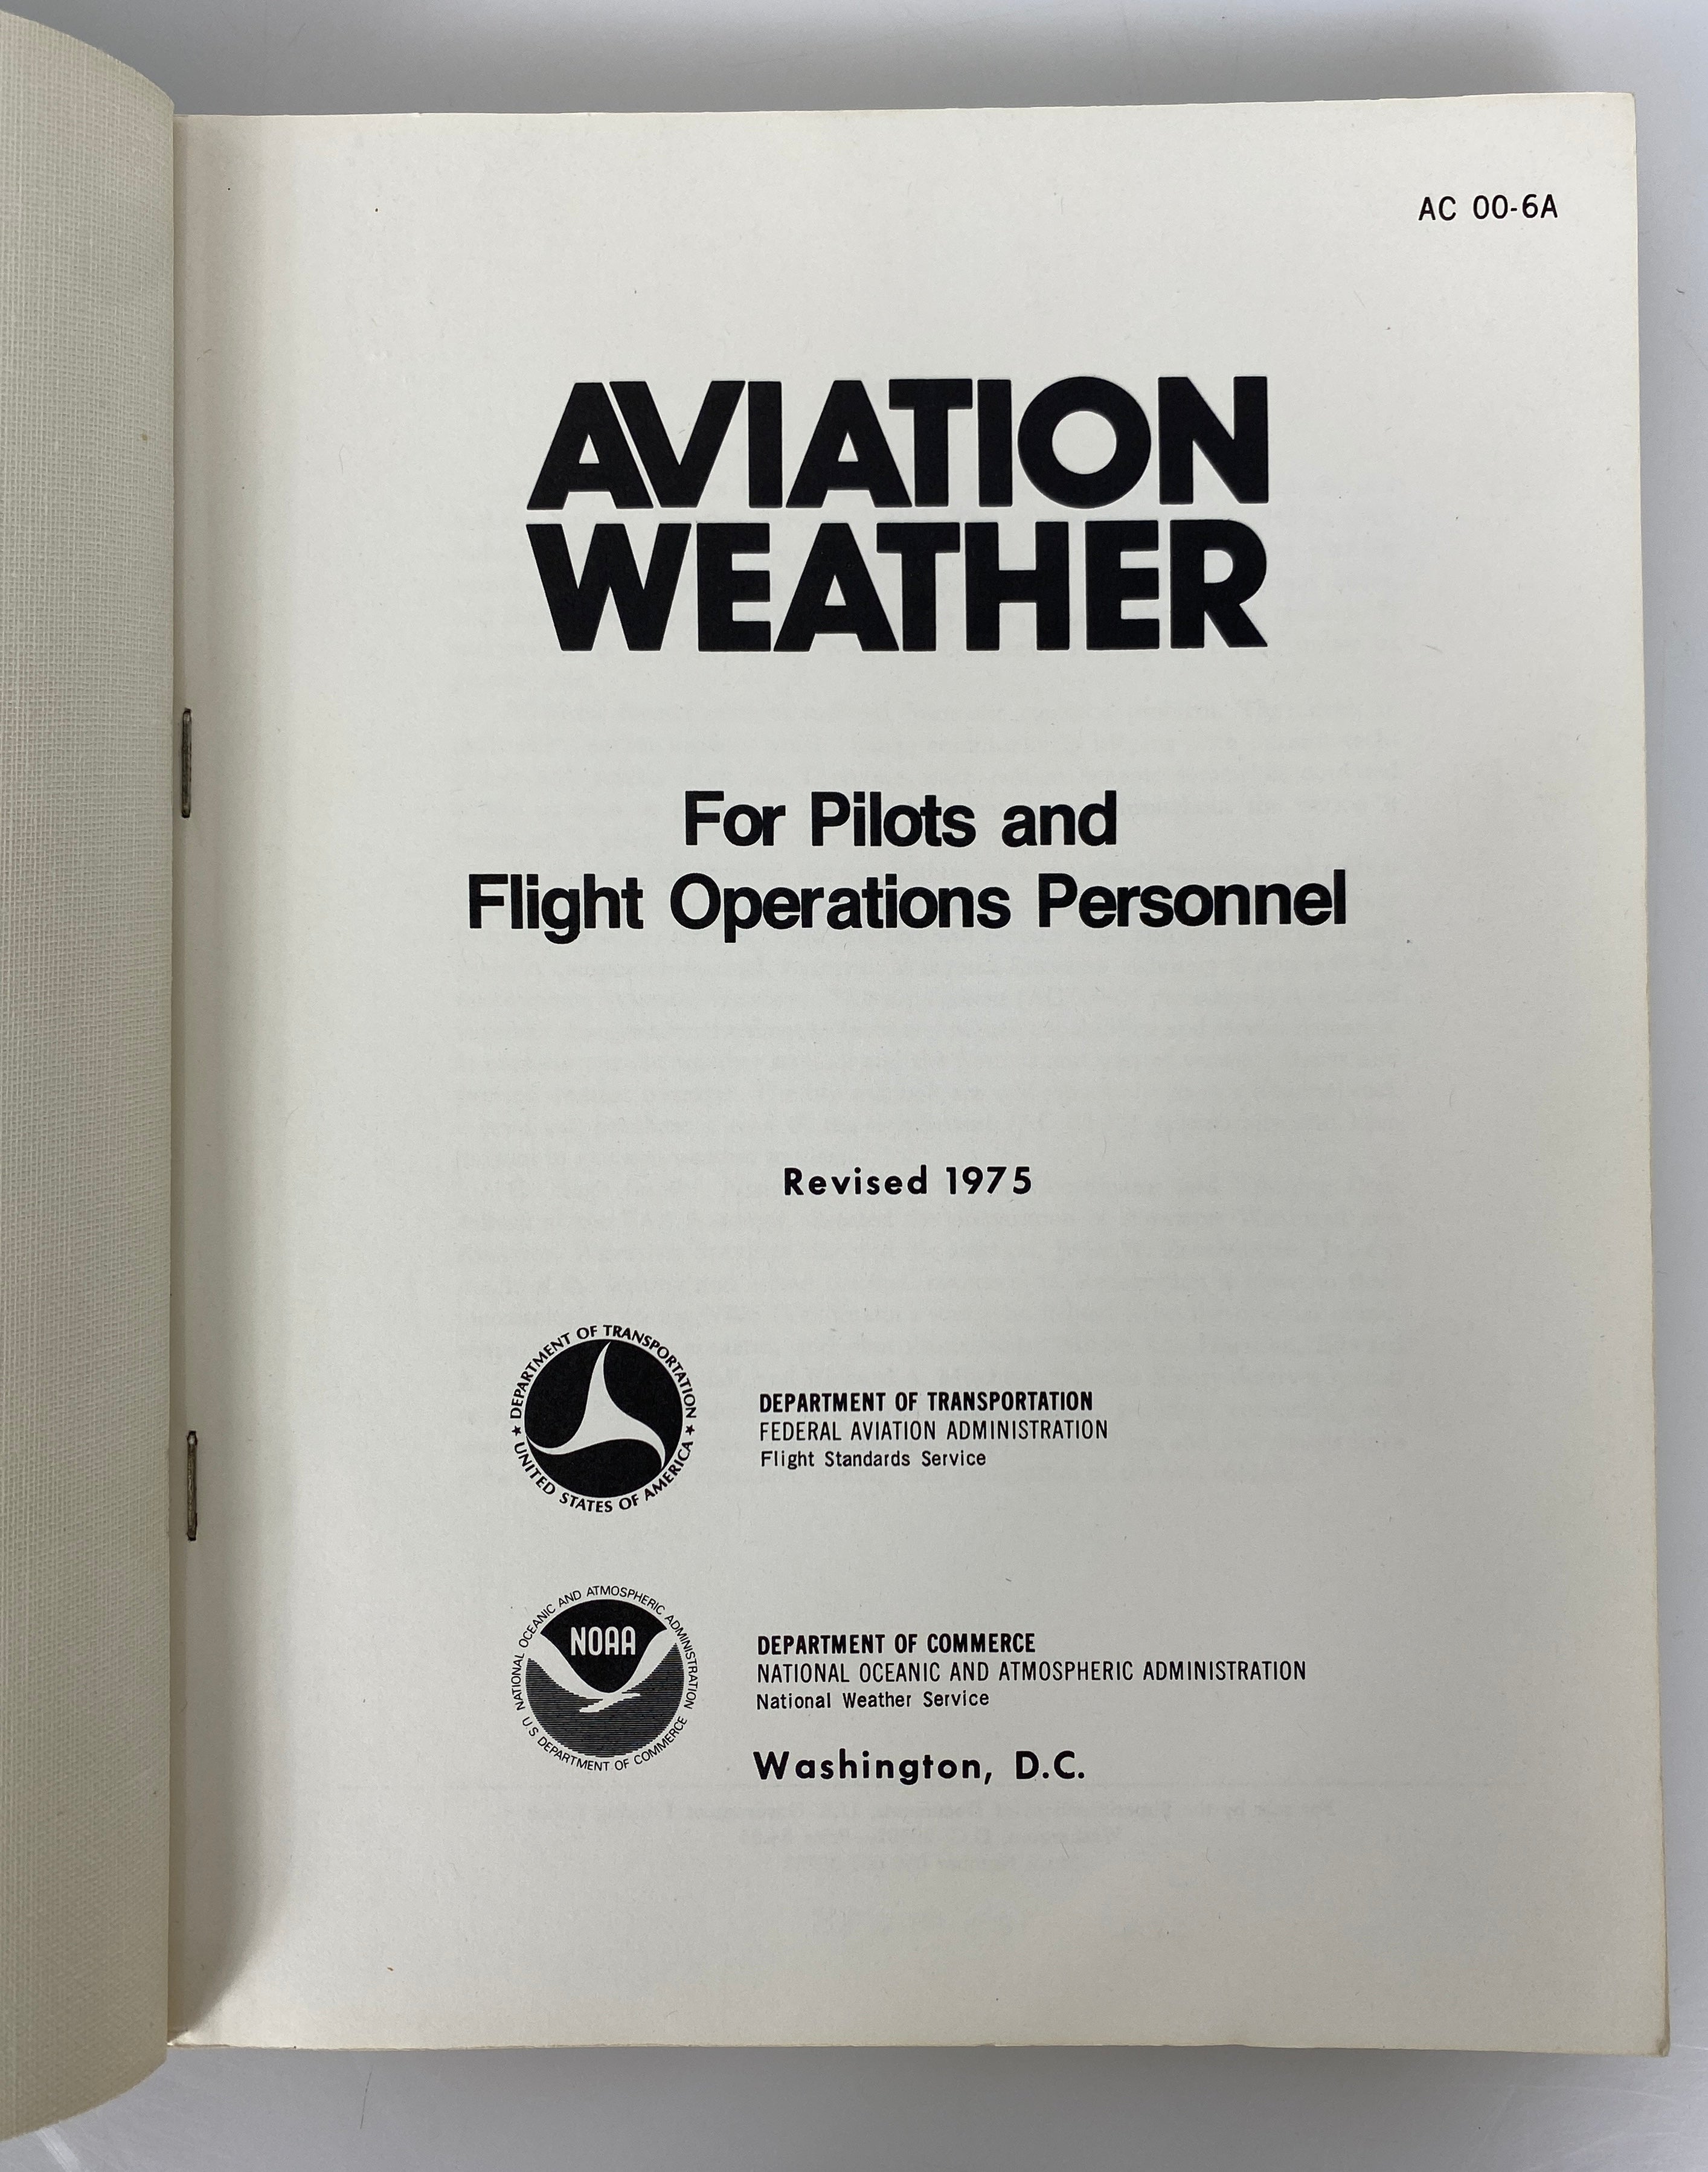 AC 00-6A
AVIATION
WEATHER
For Pilots and
Flight Operations Personnel
Revised 1975
★ DEPARTMENT OF TRANSPORTATION ★
UNITED STATES OF AMERICA
DEPARTMENT OF TRANSPORTATION
FEDERAL AVIATION ADMINISTRATION
Flight Standards Service
NATIONAL OCEANIC AND ATMOSPHERIC ADMINISTRATION
U.S. DEPARTMENT OF COMMERCE
NOAA
DEPARTMENT OF COMMERCE
NATIONAL OCEANIC AND ATMOSPHERIC ADMINISTRATION
National Weather Service
Washington, D.C.